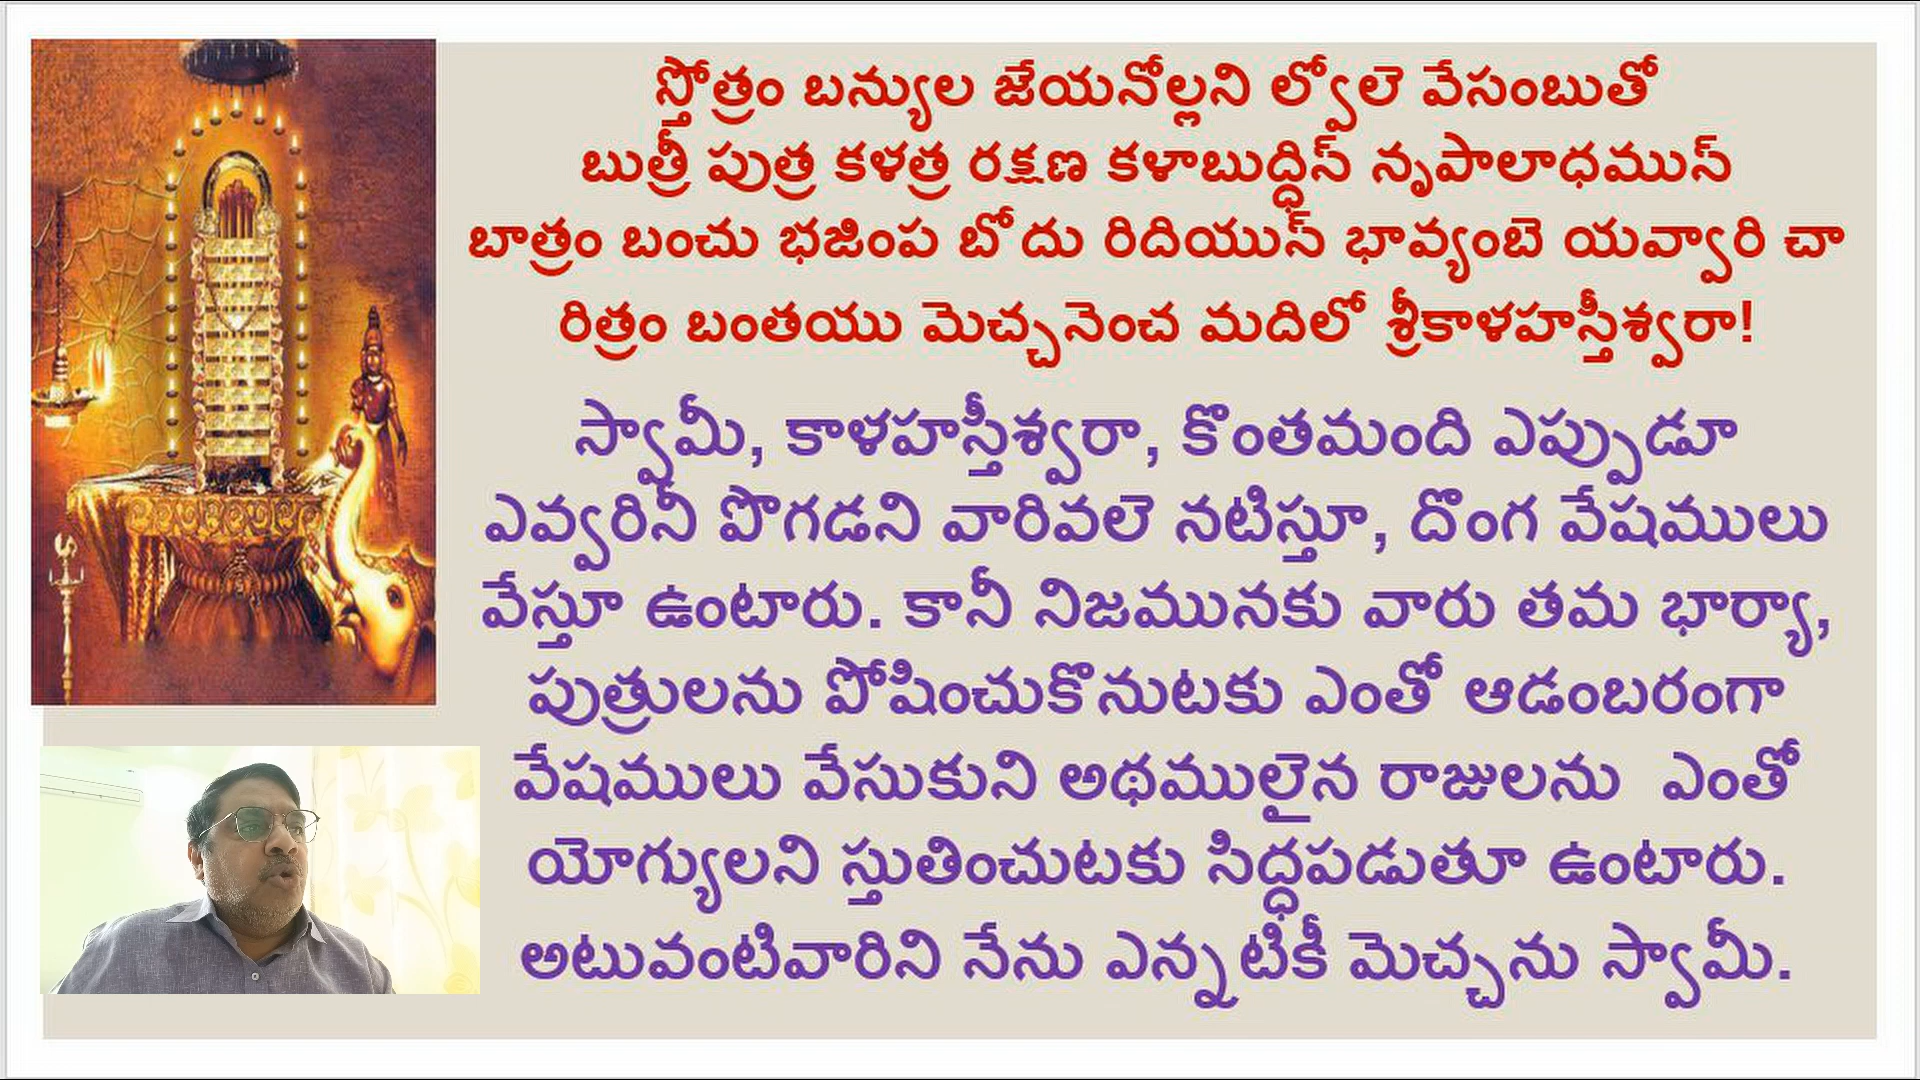 స్తోత్రం బన్యుల జేయనోల్లని ల్వోలె వేసంబుతో
బుత్రీ పుత్ర కళత్ర రక్షణ కళాబుద్ధిన్ నృపాలాధమున్
బాత్రం బంచు భజింప బోదు రిదియున్ భావ్యంబె యవ్వారి చా
రిత్రం బంతయు మెచ్చనెంచ మదిలో శ్రీకాళహస్తీశ్వరా!
స్వామీ, కాళహస్తీశ్వరా, కొంతమంది ఎప్పుడూ
ఎవ్వరినీ పొగడని వారివలె నటిస్తూ, దొంగ వేషములు
వేస్తూ ఉంటారు. కానీ నిజమునకు వారు తమ భార్యా,
పుత్రులను పోషించుకొనుటకు ఎంతో ఆడంబరంగా
వేషములు వేసుకుని అథములైన రాజులను ఎంతో
యోగ్యులని స్తుతించుటకు సిద్ధపడుతూ ఉంటారు.
అటువంటివారిని నేను ఎన్నటికీ మెచ్చను స్వామీ.